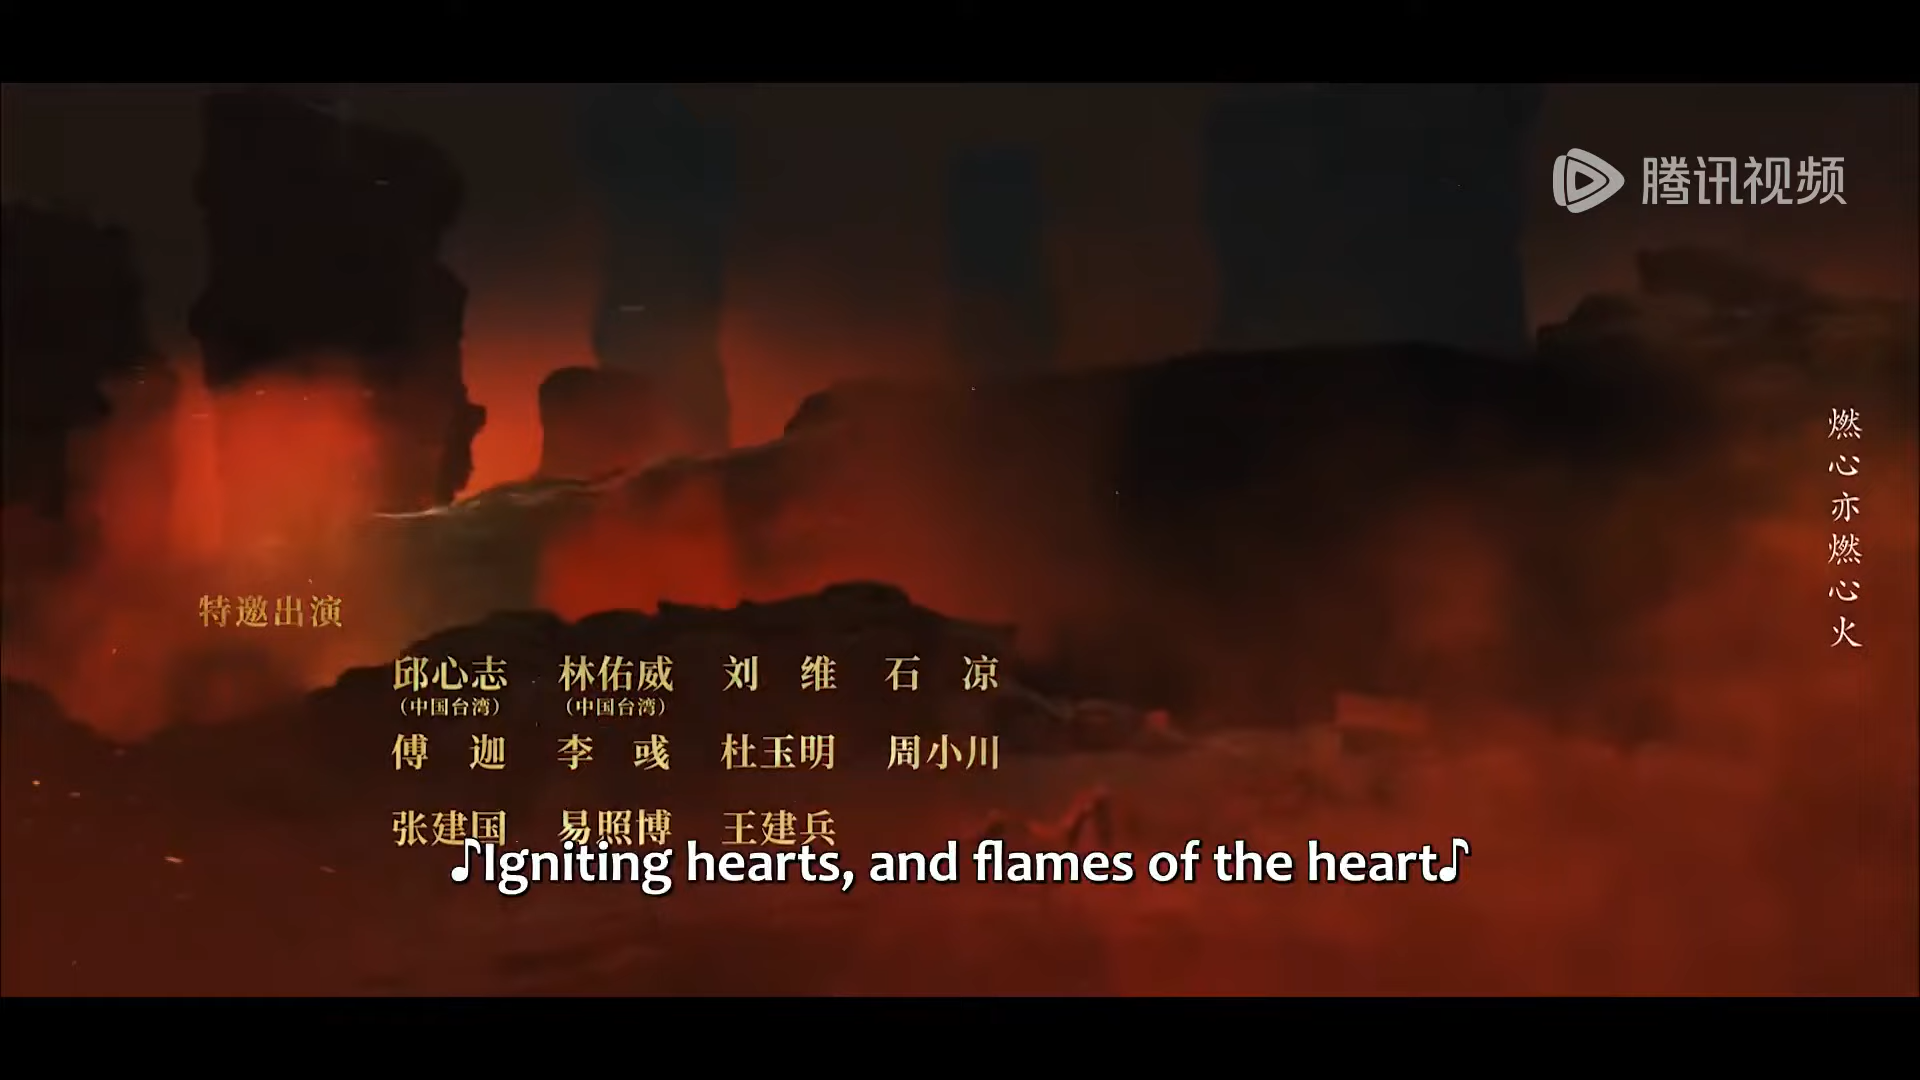 腾讯视频
燃心亦燃心火
特邀出演
邱心志 林佑威 刘维 石凉
（中国台湾） （中国台湾）
傅迦 李彧 杜玉明 周小川
张建国 易照博 王建兵
♪Igniting hearts, and flames of the heart♪